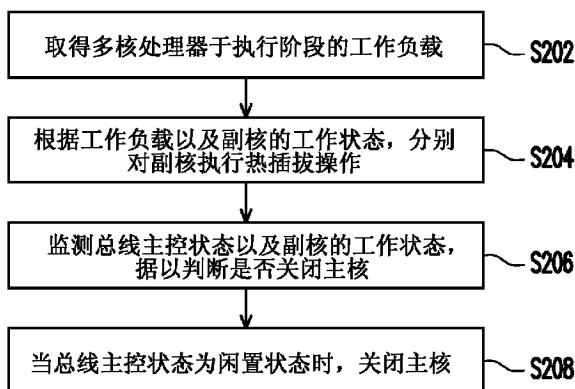 取得多核处理器于执行阶段的工作负载
S202
根据工作负载以及副核的工作状态，分别
对副核执行热插拔操作
S204
监测总线主控状态以及副核的工作状态，
据以判断是否关闭主核
S206
当总线主控状态为闲置状态时，关闭主核
S208